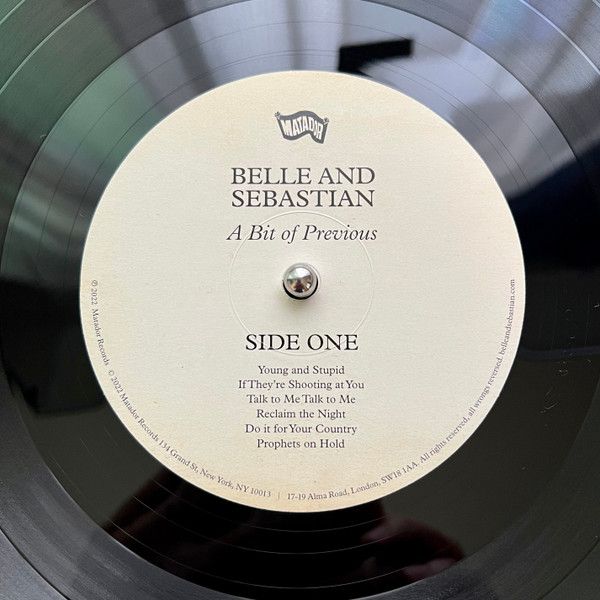 MATADOR
BELLE AND
SEBASTIAN
A Bit of Previous
SIDE ONE
Young and Stupid
If They're Shooting at You
Talk to Me Talk to Me
Reclaim the Night
Do it for Your Country
Prophets on Hold
℗ 2022 Matador Records © 2022 Matador Records 134 Grand St, New York, NY 10013 | 17-19 Alma Road, London, SW18 1AA. All rights reserved, all wrongs reversed. belleandsebastian.com